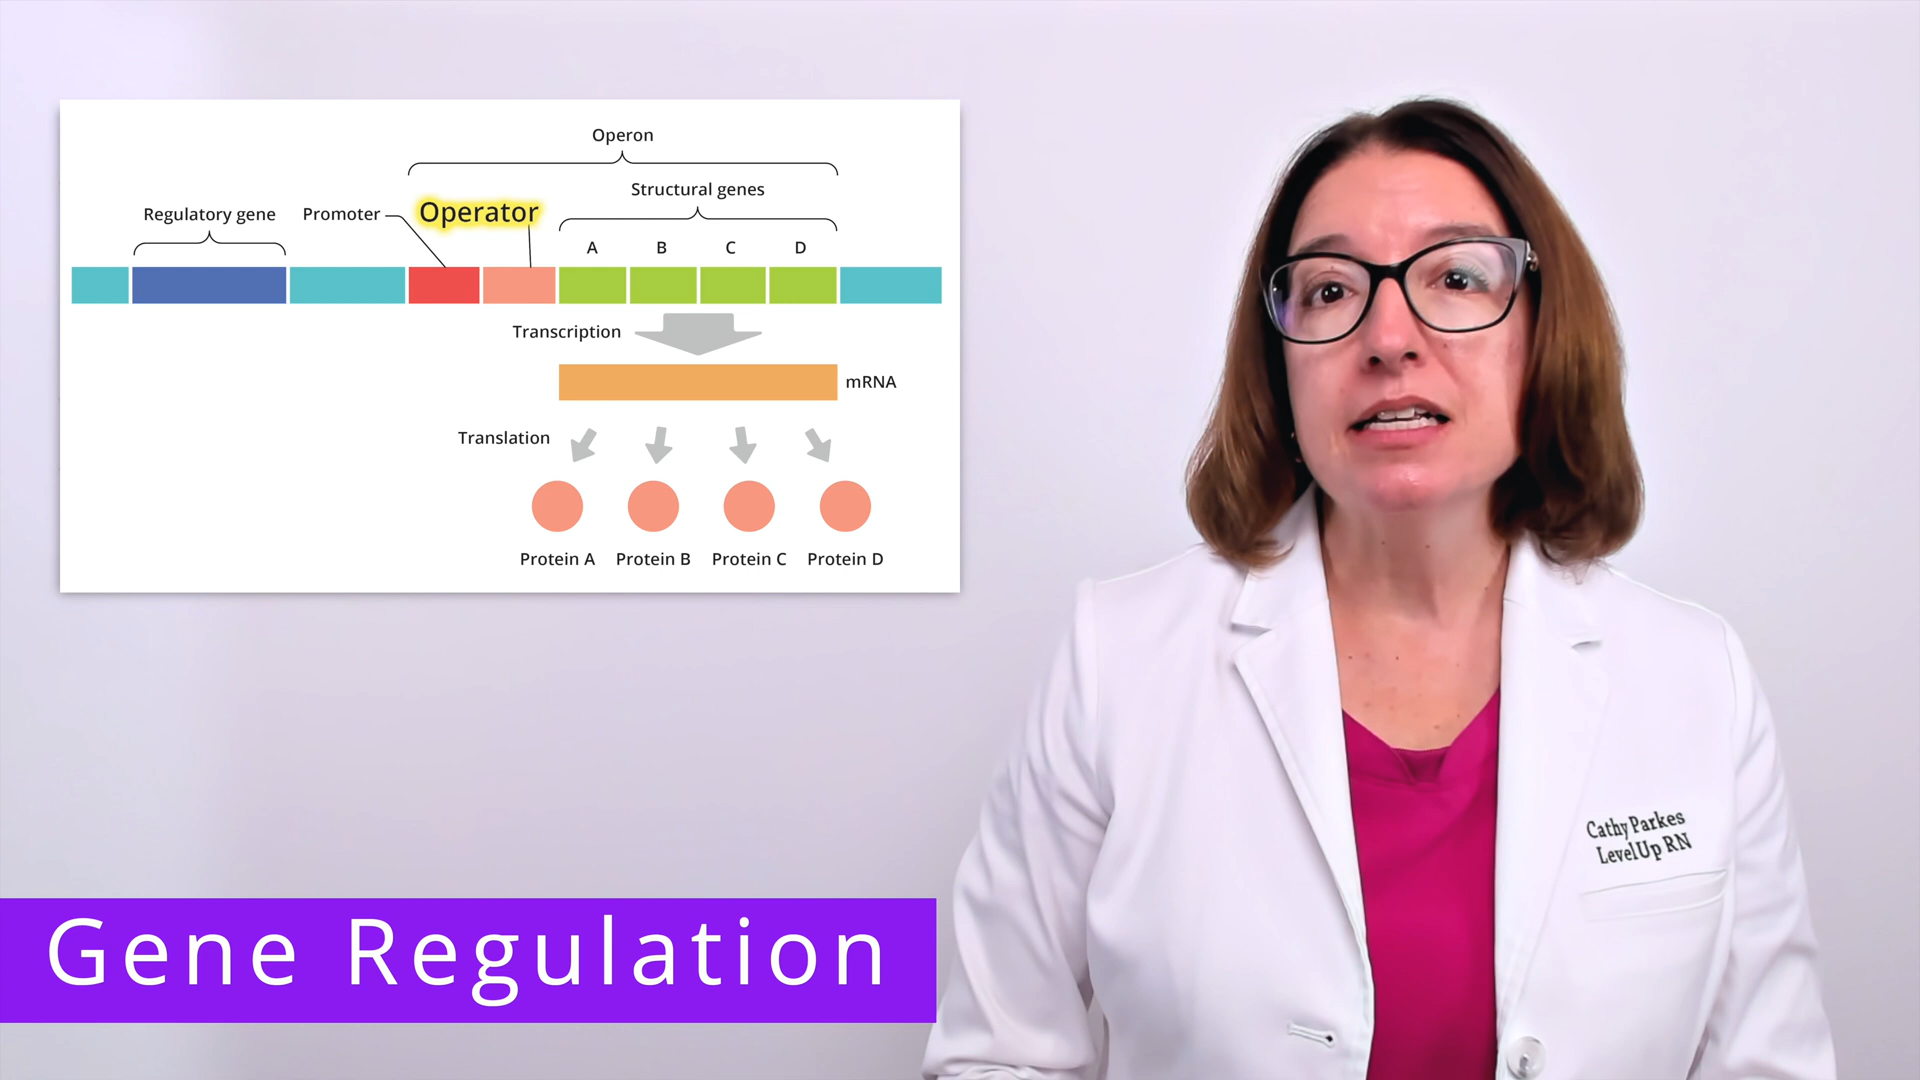 Operon
Structural genes
Regulatory gene
Promoter
Operator
A B C D
Transcription
mRNA
Translation
Protein A Protein B Protein C Protein D
Cathy Parkes
LevelUp RN
Gene Regulation